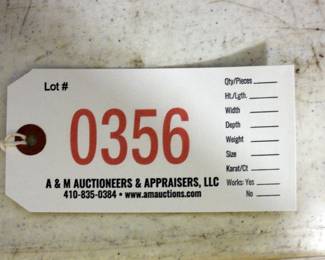 Lot #
0356
A & M AUCTIONEERS & APPRAISERS, LLC
410-835-0384 • www.amauctions.com
Qty/Pieces
Ht./Lgth.
Width
Depth
Weight
Size
Karat/Ct
Works: Yes
No